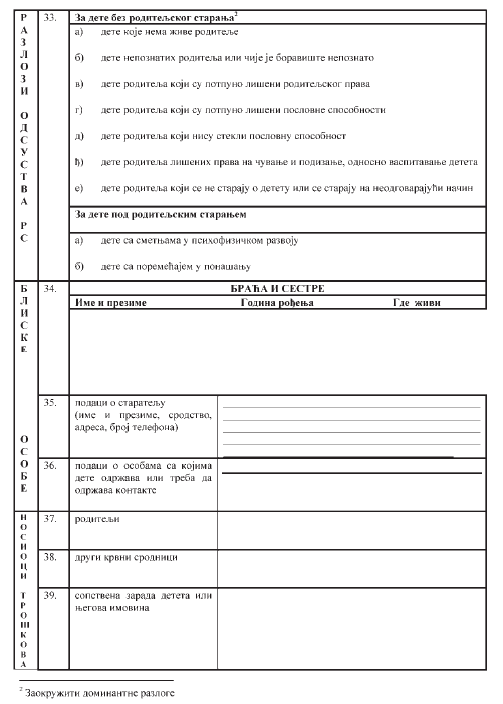 РАЗЛОЗИ ОДСУСТВА РС
33.
За дете без родитељског старања2
а) дете које нема живе родитеље
б) дете непознатих родитеља или чије је боравиште непознато
в) дете родитеља који су потпуно лишени родитељског права
г) дете родитеља који су потпуно лишени пословне способности
д) дете родитеља који нису стекли пословну способност
ђ) дете родитеља лишених права на чување и подизање, односно васпитавање детета
е) дете родитеља који се не старају о детету или се старају на неодговарајући начин
За дете под родитељским старањем
а) дете са сметњама у психофизичком развоју
б) дете са поремећајем у понашању
БЛИСКЕ ОСОБЕ
34.
БРАЋА И СЕСТРЕ
Име и презиме Година рођења Где живи
35. подаци о старатељу
(име и презиме, сродство,
адреса, број телефона)
36. подаци о особама са којима
дете одржава или треба да
одржава контакте
НОСИОЦИ ТРОШКОВА
37. родитељи
38. други крвни сродници
39. сопствена зарада детета или
његова имовина
2 Заокружити доминантне разлоге